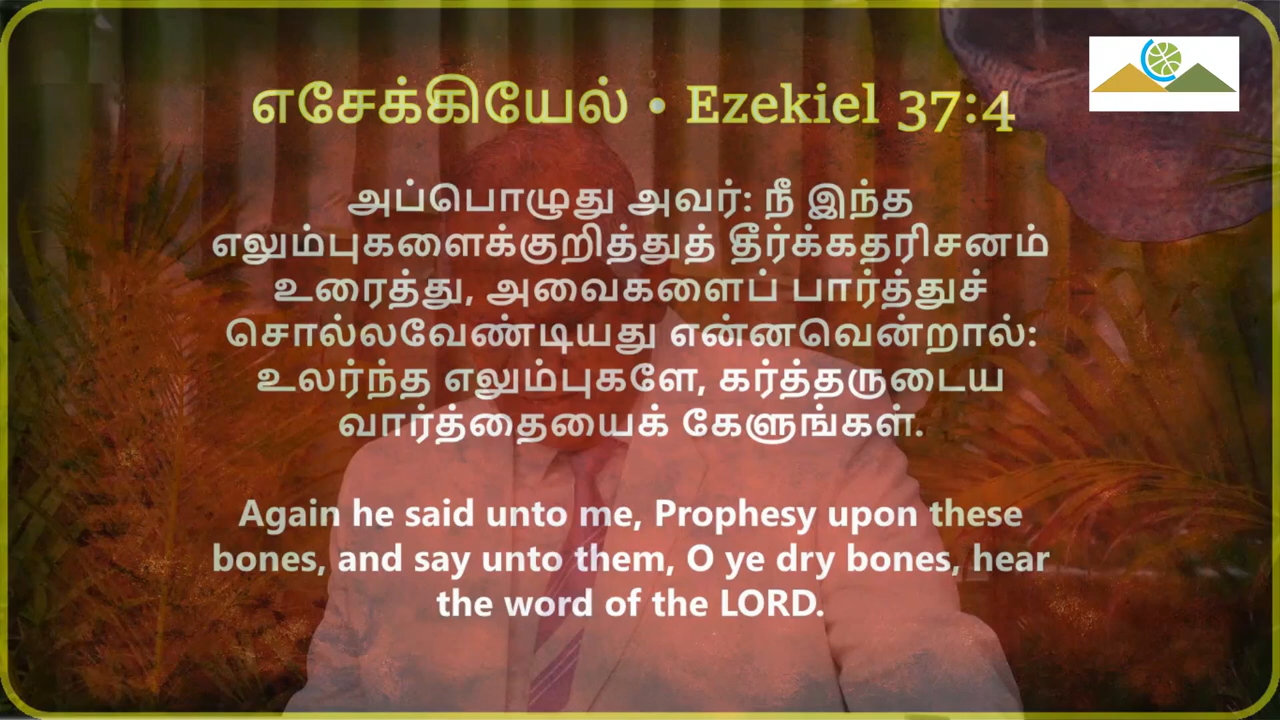 எசேக்கியேல் • Ezekiel 37:4
அப்பொழுது அவர்: நீ இந்த
எலும்புகளைக்குறித்துத் தீர்க்கதரிசனம்
உரைத்து, அவைகளைப் பார்த்துச்
சொல்லவேண்டியது என்னவென்றால்:
உலர்ந்த எலும்புகளே, கர்த்தருடைய
வார்த்தையைக் கேளுங்கள்.
Again he said unto me, Prophesy upon these
bones, and say unto them, O ye dry bones, hear
the word of the LORD.